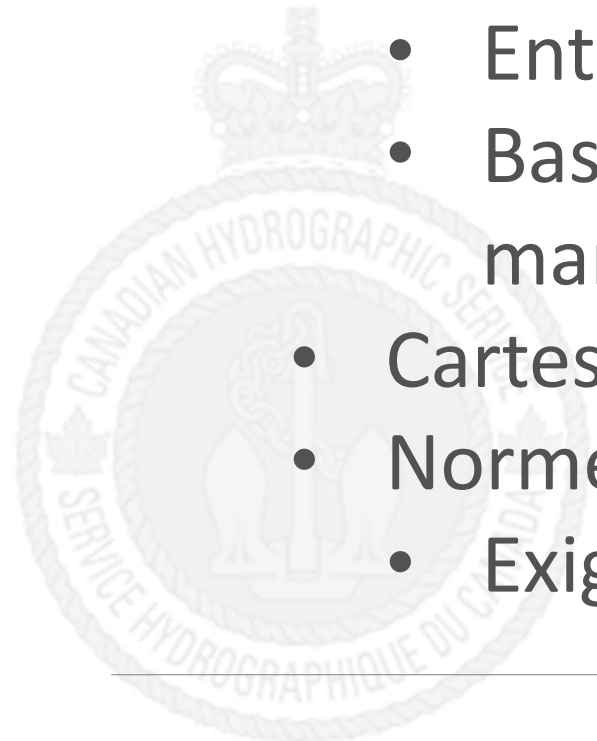 • Ent
• Bas
mar
• Cartes
• Norme
• Exig
CANADIAN HYDROGRAPHIC SERVICE
SERVICE HYDROGRAPHIQUE DU CANADA